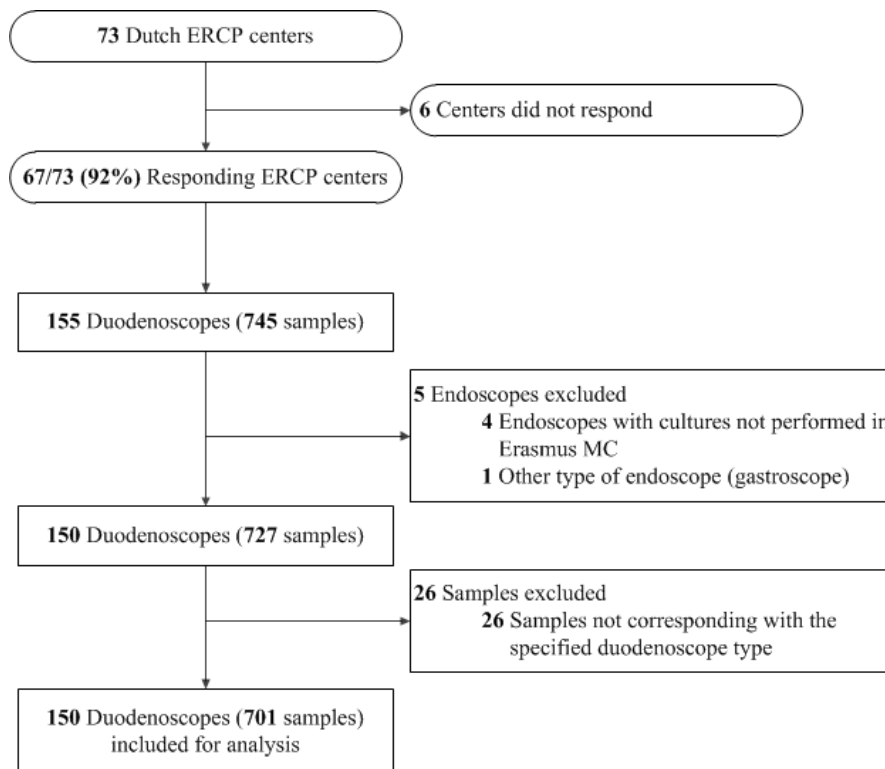 73 Dutch ERCP centers
6 Centers did not respond
67/73 (92%) Responding ERCP centers
155 Duodenoscopes (745 samples)
5 Endoscopes excluded
4 Endoscopes with cultures not performed in
Erasmus MC
1 Other type of endoscope (gastroscope)
150 Duodenoscopes (727 samples)
26 Samples excluded
26 Samples not corresponding with the
specified duodenoscope type
150 Duodenoscopes (701 samples)
included for analysis